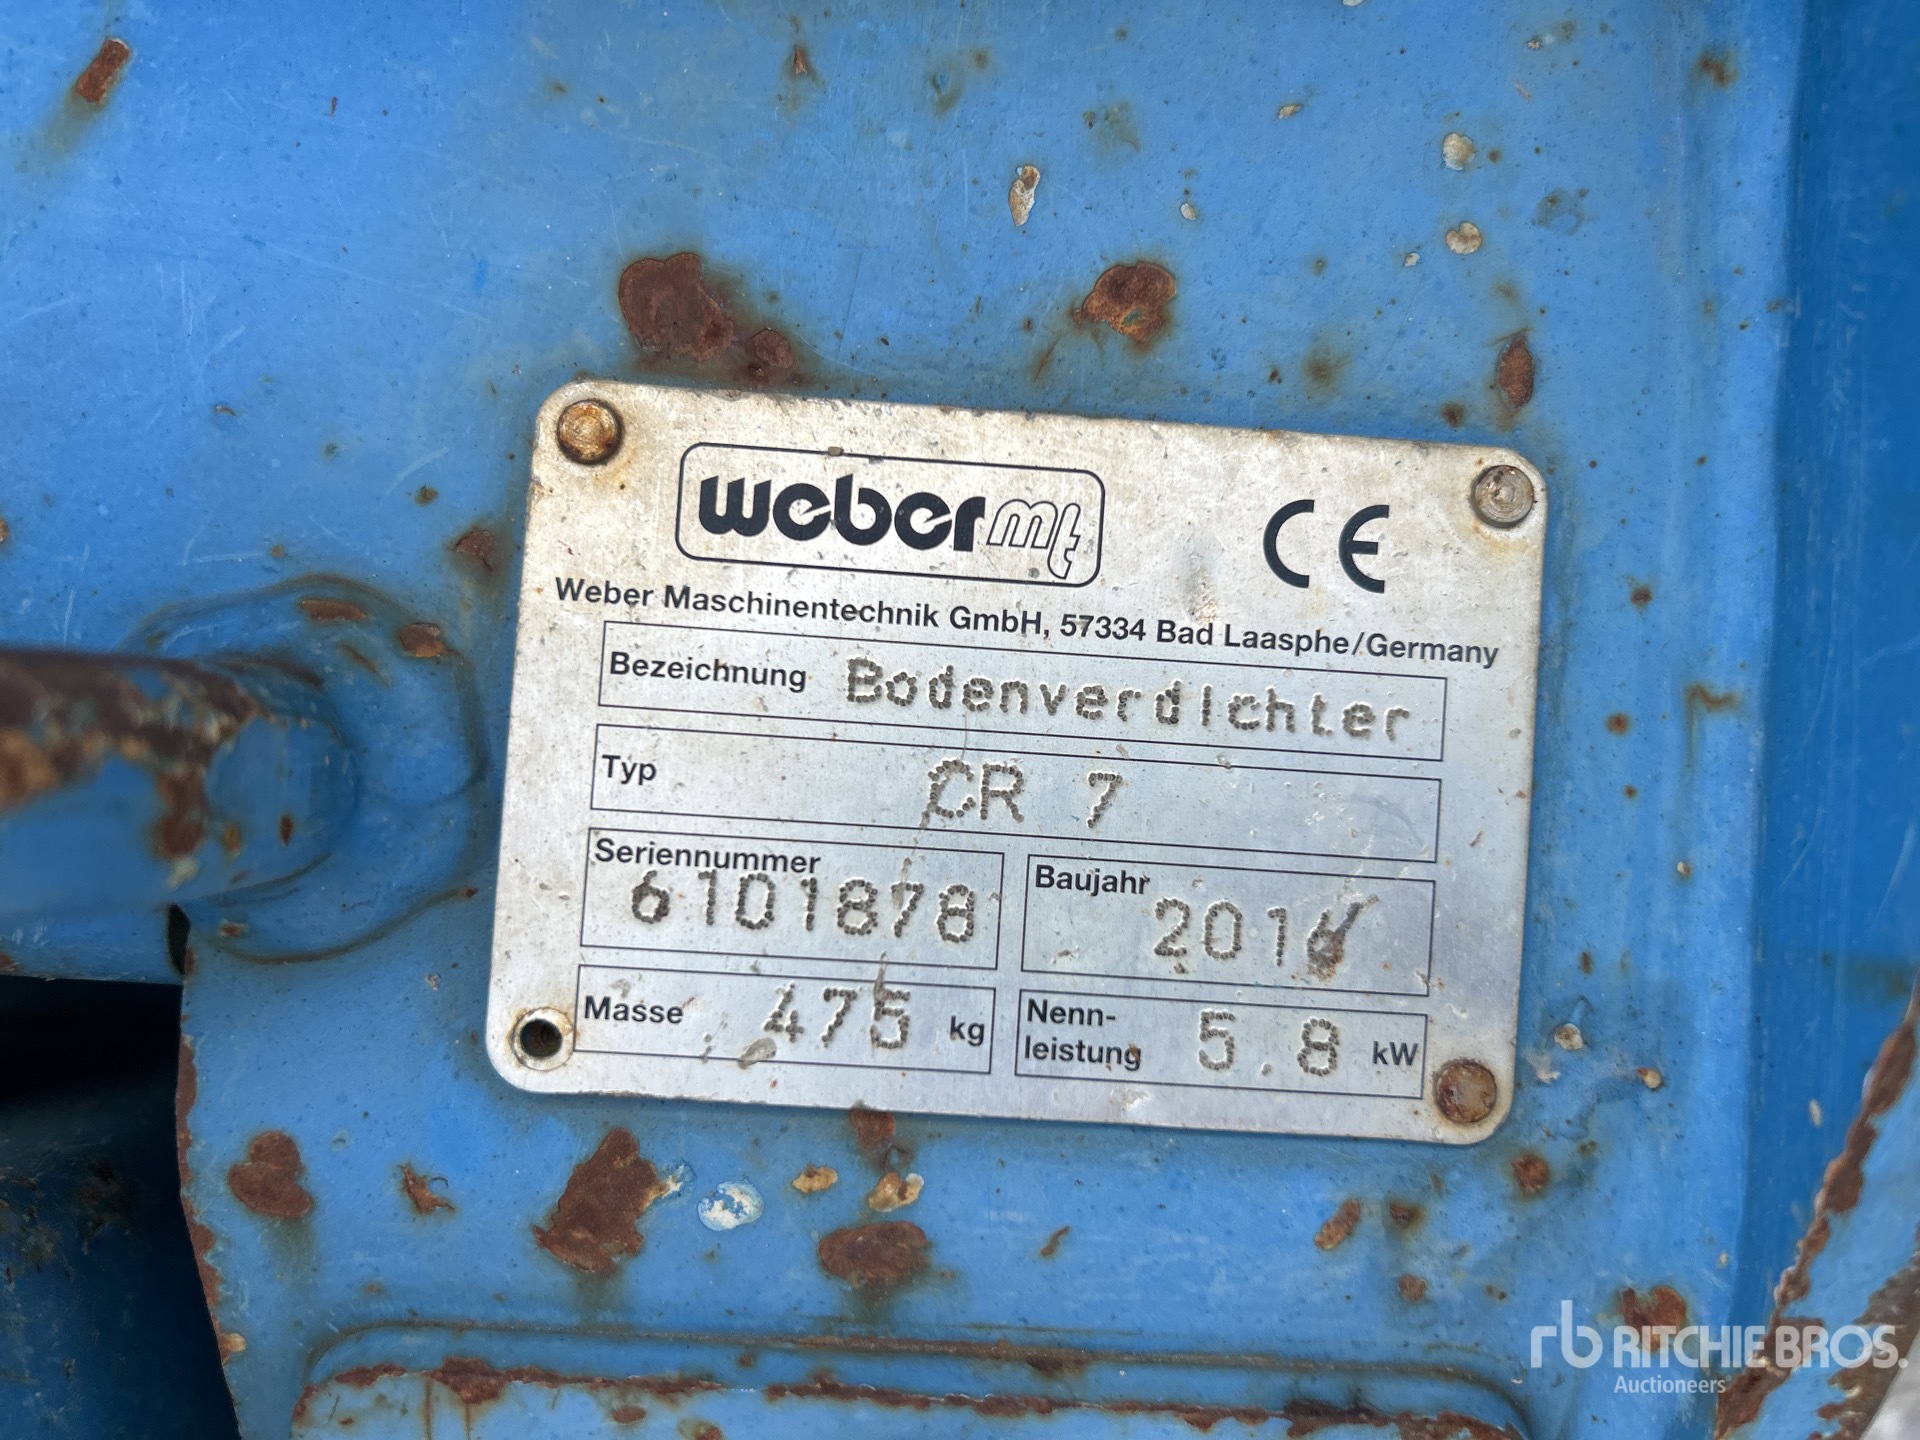 weber mt
CE
Weber Maschinentechnik GmbH, 57334 Bad Laasphe/Germany
Bezeichnung Bodenverdichter
Typ CR 7
Seriennummer
6101878
Baujahr
Masse 475 kg
Nenn-
leistung 5.8 kW
rb RITCHIE BROS.
Auctioneers